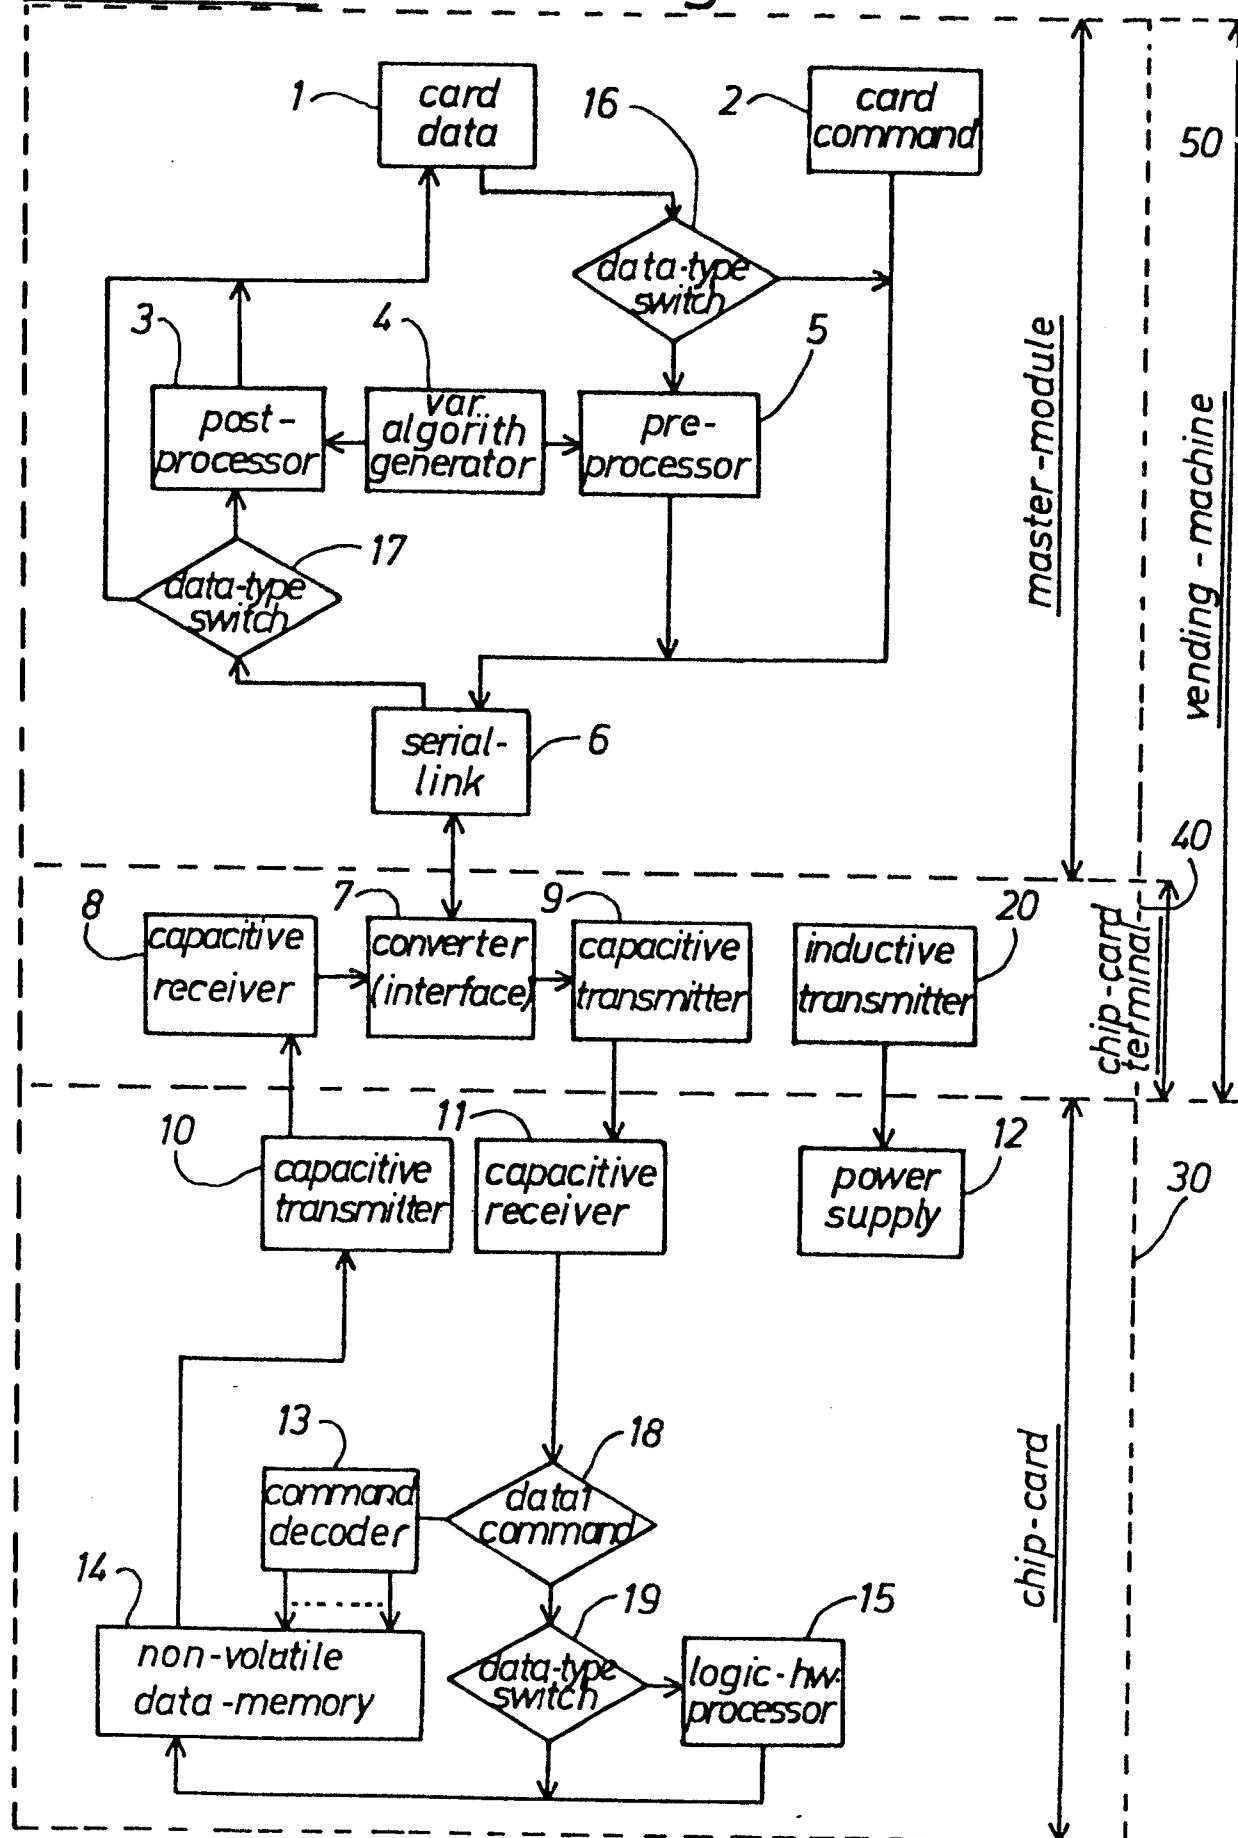 1
card
data
16
2
card
command
50
data-type
switch
3
post-
processor
4
var.
algorith
generator
5
pre-
processor
17
data-type
switch
serial-
link
6
master-module
vending-machine
40
8
capacitive
receiver
7
converter
(interface)
9
capacitive
transmitter
20
inductive
transmitter
chip-card
terminal
10
capacitive
transmitter
11
capacitive
receiver
12
power
supply
30
13
command
decoder
18
data1
command
14
non-volatile
data-memory
19
data-type
switch
15
logic-hw.
processor
chip-card